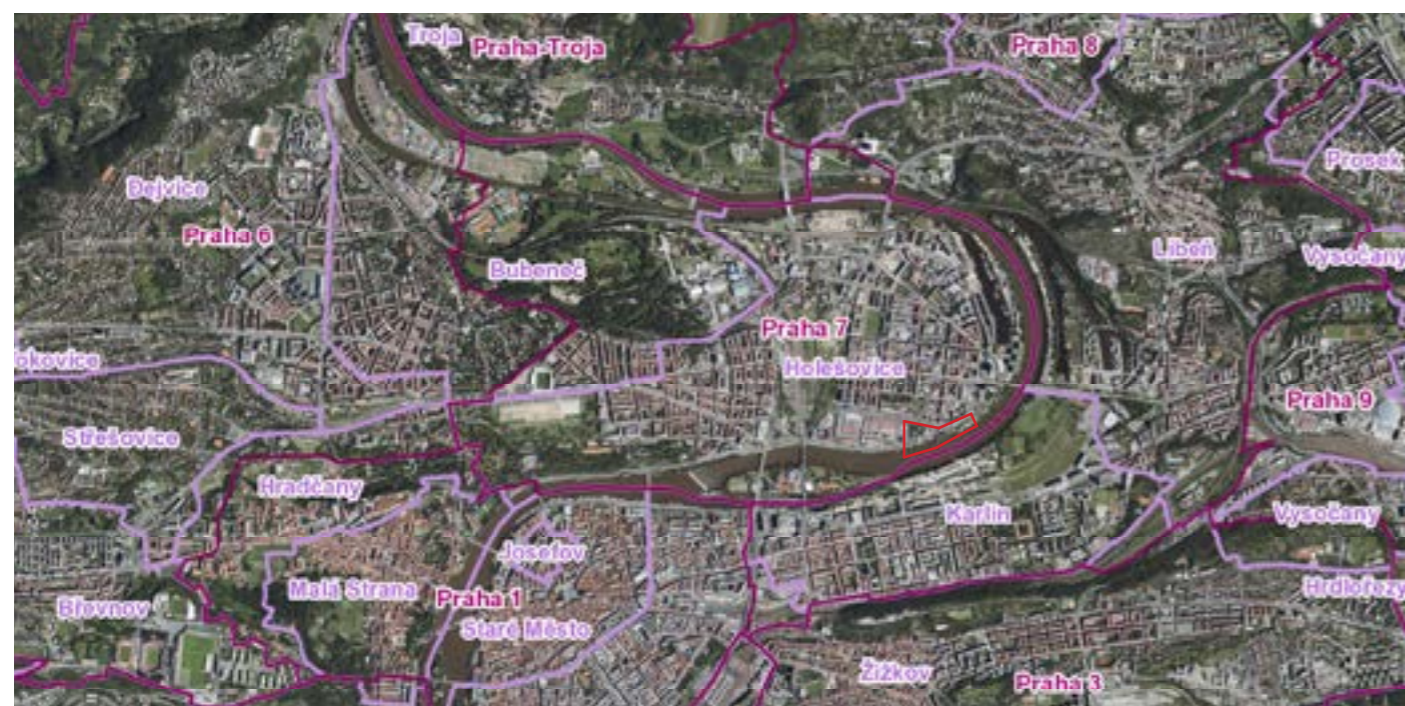 Troja
Praha-Troja
Praha 8
Prosek
Dejvice
Praha 6
Libeň
Vysočany
Bubeneč
Praha 7
okovice
Holešovice
Praha 9
Střešovice
Hradčany
Karlín
Vysočany
Josefov
Malá Strana
Praha 1
Hrdlořezy
Břevnov
Staré Město
Žižkov
Praha 3